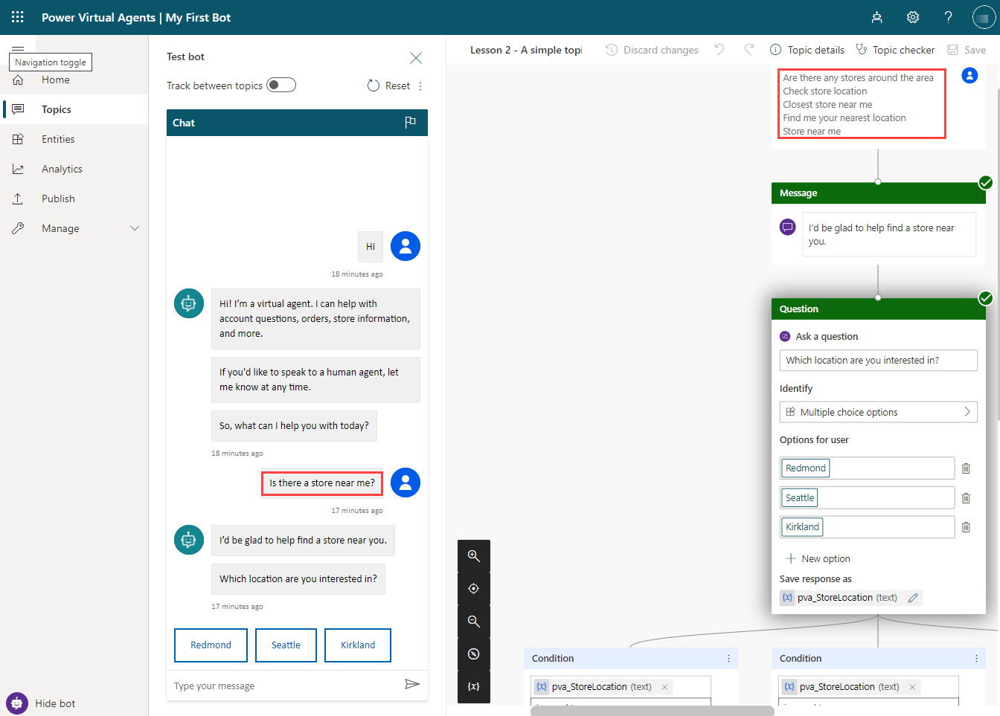 Power Virtual Agents | My First Bot
Navigation toggle
Home
Topics
Entities
Analytics
Publish
Manage
Hide bot
Test bot
Track between topics
Reset
Chat
Hi
18 minutes ago
Hi! I'm a virtual agent. I can help with
account questions, orders, store information,
and more.
If you'd like to speak to a human agent, let
me know at any time.
So, what can I help you with today?
18 minutes ago
Is there a store near me?
17 minutes ago
I'd be glad to help find a store near you.
Which location are you interested in?
17 minutes ago
Redmond
Seattle
Kirkland
Type your message
Lesson 2 - A simple topi
Discard changes
Topic details
Topic checker
Save
Are there any stores around the area
Check store location
Closest store near me
Find me your nearest location
Store near me
Message
I'd be glad to help find a store near
you.
Question
Ask a question
Which location are you interested in?
Identify
Multiple choice options
Options for user
Redmond
Seattle
Kirkland
New option
Save response as
{x} pva_StoreLocation (text)
{x}
Condition
{x} pva_StoreLocation (text)
Condition
{x} pva_StoreLocation (text)